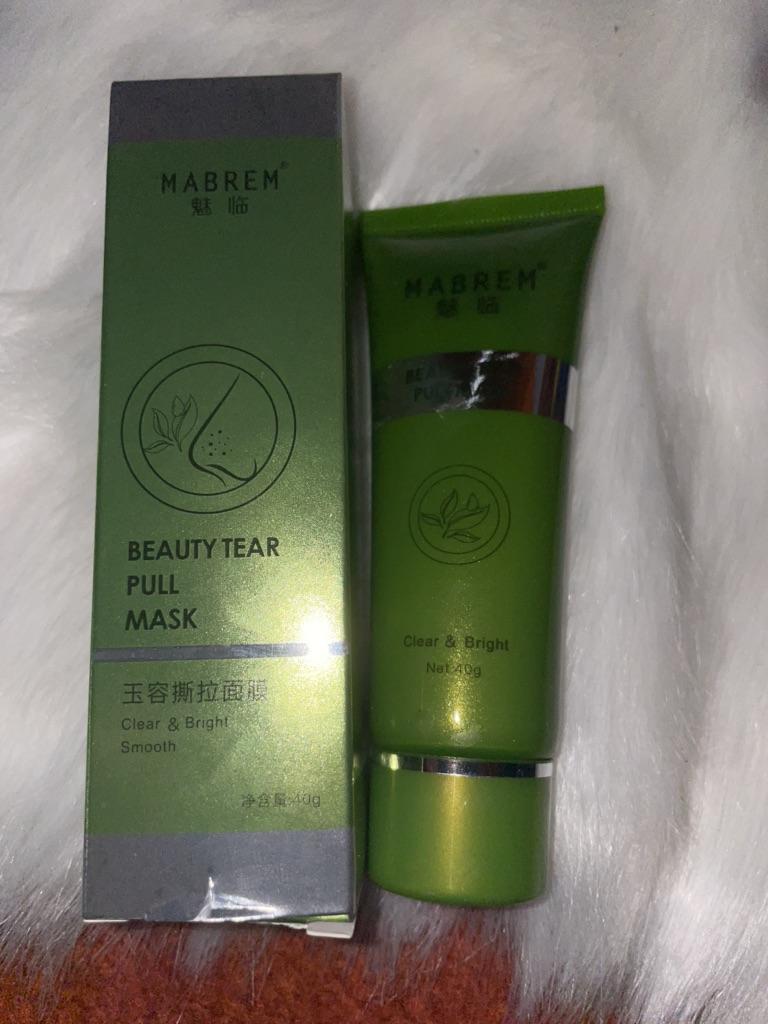 MABREM®
魅临
BEAUTY TEAR
PULL
MASK
玉容撕拉面膜
Clear & Bright
Smooth
净含量:40g
MABREM®
魅临
Clear & Bright
Net:40g